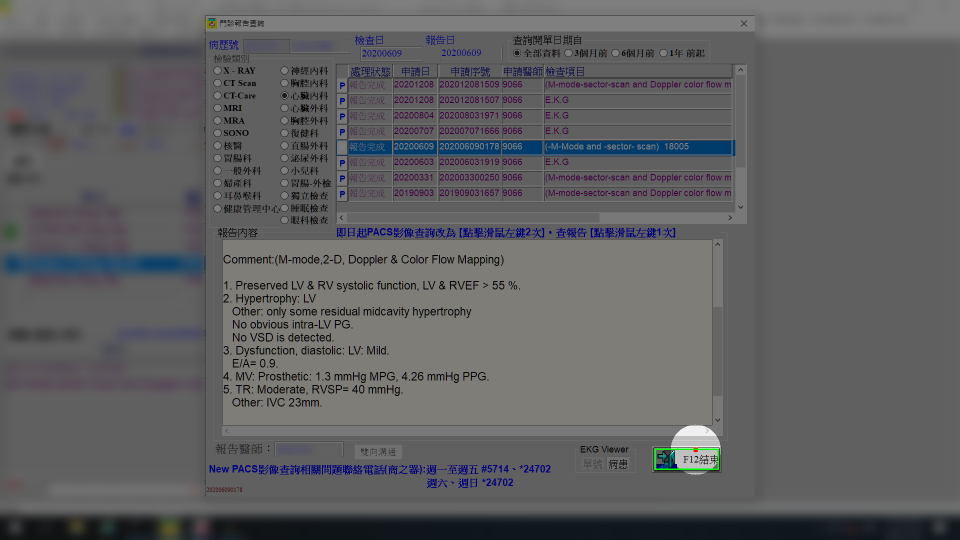 門診報告查詢
病歷號
檢查日
20200609
報告日
20200609
查詢開單日期自
全部資料 3個月前 6個月前 1年 前起
檢驗類別
X - RAY 神經內科
CT Scan 胸腔內科
CT-Care 心臟內科
MRI 心臟外科
MRA 胸腔外科
SONO 復健科
核醫 直腸外科
胃腸科 泌尿外科
一般外科 小兒科
婦產科 胃腸-外檢
耳鼻喉科 獨立檢查
健康管理中心 睡眠檢查
眼科檢查
處理狀態 申請日 申請序號 申請醫師 檢查項目
P 報告完成 20201208 202012081509 9066 (M-mode-sector-scan and Doppler color flow m
P 報告完成 20201208 202012081507 9066 E.K.G
P 報告完成 20200804 202008031971 9066 E.K.G
P 報告完成 20200707 202007071666 9066 E.K.G
報告完成 20200609 202006090178 9066 (-M-Mode and -sector- scan) 18005
P 報告完成 20200603 202006031919 9066 E.K.G
P 報告完成 20200331 202003300250 9066 (M-mode-sector-scan and Doppler color flow m
P 報告完成 20190903 201909031657 9066 (M-mode-sector-scan and Doppler color flow m
報告內容
即日起PACS影像查詢改為 [點擊滑鼠左鍵2次]，查報告 [點擊滑鼠左鍵1次]
Comment:(M-mode,2-D, Doppler & Color Flow Mapping)
1. Preserved LV & RV systolic function, LV & RVEF > 55 %.
2. Hypertrophy: LV
Other: only some residual midcavity hypertrophy
No obvious intra-LV PG.
No VSD is detected.
3. Dysfunction, diastolic: LV: Mild.
E/A= 0.9.
4. MV: Prosthetic: 1.3 mmHg MPG, 4.26 mmHg PPG.
5. TR: Moderate, RVSP= 40 mmHg.
Other: IVC 23mm.
報告醫師：
雙向溝通
EKG Viewer
單號 病患
F12結束
New PACS影像查詢相關問題聯絡電話(商之器):週一至週五 #5714、*24702
週六、週日 *24702
202006090178